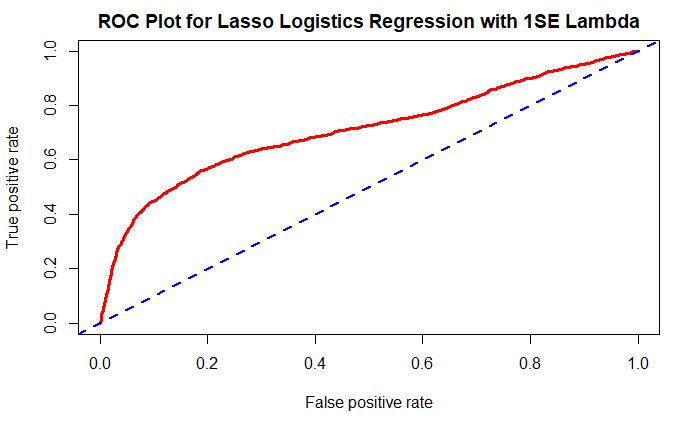 ROC Plot for Lasso Logistics Regression with 1SE Lambda
True positive rate
1.0
0.8
0.6
0.4
0.2
0.0
0.0 0.2 0.4 0.6 0.8 1.0
False positive rate